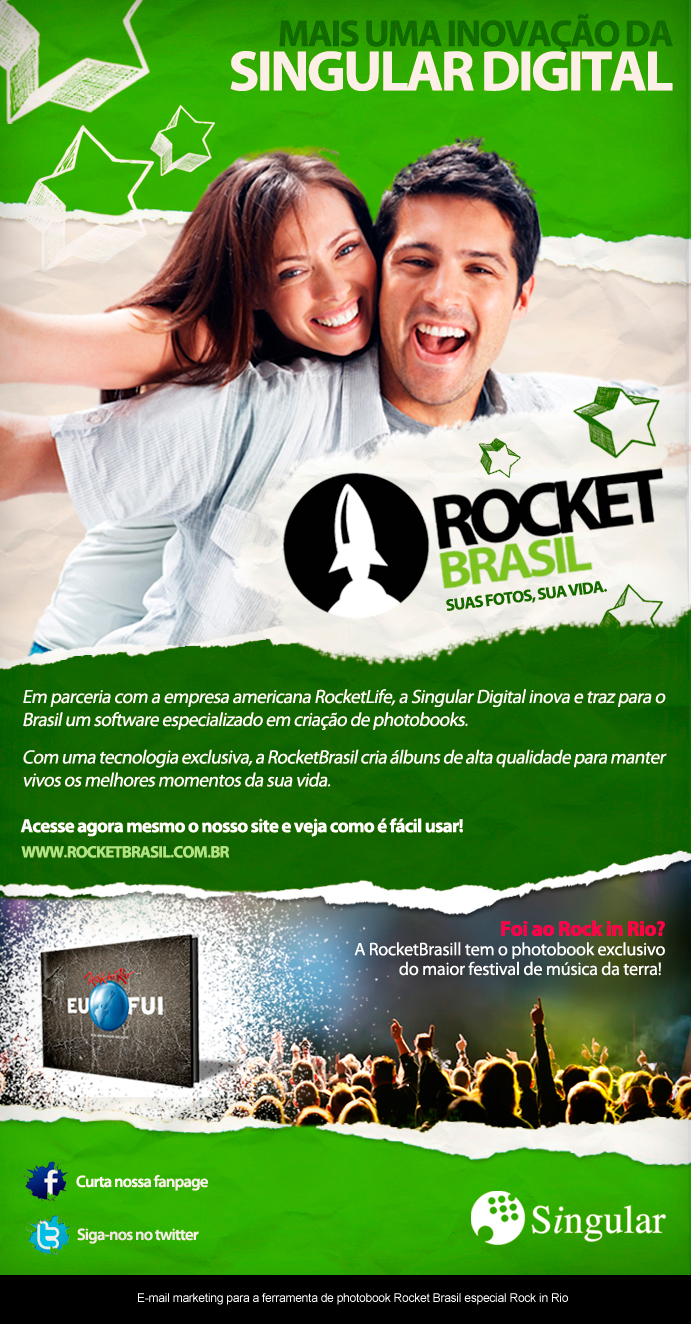 MAIS UMA INOVAÇÃO DA
SINGULAR DIGITAL
ROCKET
BRASIL
SUAS FOTOS, SUA VIDA.
Em parceria com a empresa americana RocketLife, a Singular Digital inova e traz para o
Brasil um software especializado em criação de photobooks.
Com uma tecnologia exclusiva, a RocketBrasil cria álbuns de alta qualidade para manter
vivos os melhores momentos da sua vida.
Acesse agora mesmo o nosso site e veja como é fácil usar!
WWW.ROCKETBRASIL.COM.BR
Foi ao Rock in Rio?
A RocketBrasill tem o photobook exclusivo
do maior festival de música da terra!
Rock in Rio
EU FUI
Curta nossa fanpage
Siga-nos no twitter
Singular
E-mail marketing para a ferramenta de photobook Rocket Brasil especial Rock in Rio